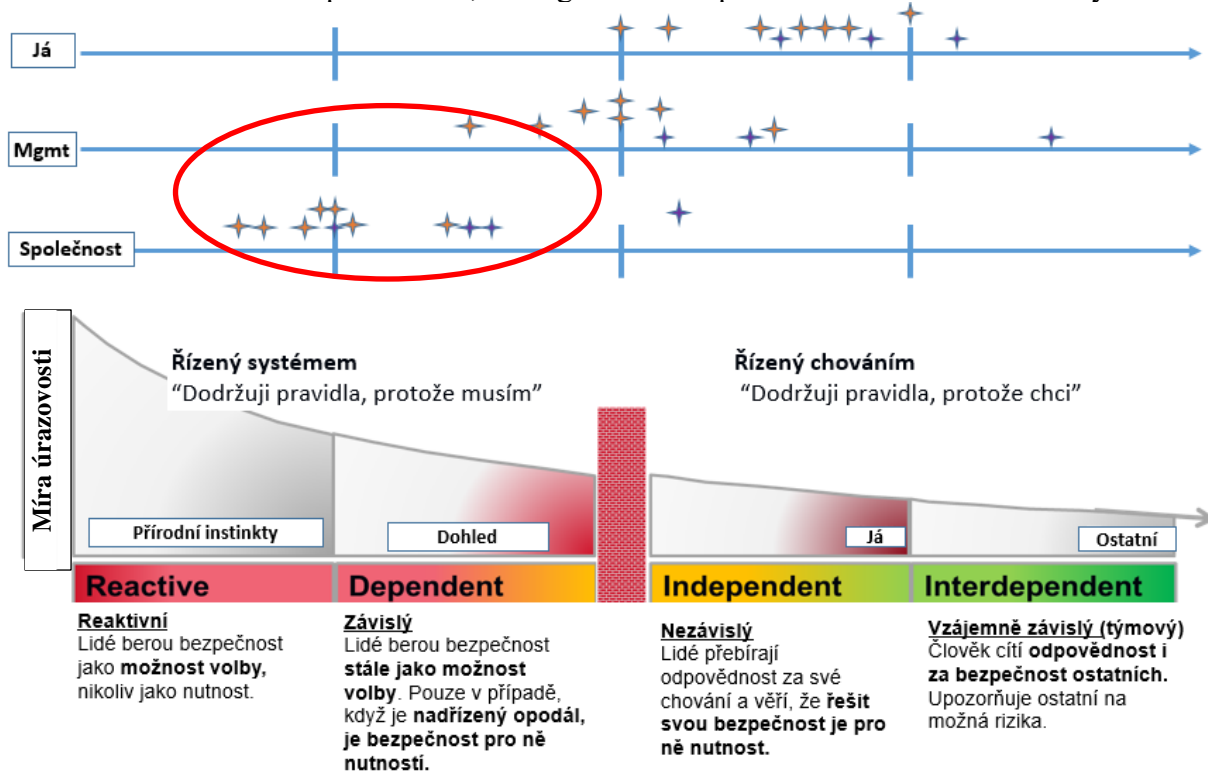 Já
Mgmt
Společnost
Míra úrazovosti
Řízený systémem
“Dodržuji pravidla, protože musím”
Řízený chováním
“Dodržuji pravidla, protože chci”
Přírodní instinkty
Dohled
Já
Ostatní
Reactive
Dependent
Independent
Interdependent
Reaktivní
Lidé berou bezpečnost
jako možnost volby,
nikoliv jako nutnost.
Závislý
Lidé berou bezpečnost
stále jako možnost
volby. Pouze v případě,
když je nadřízený opodál,
je bezpečnost pro ně
nutností.
Nezávislý
Lidé přebírají
odpovědnost za své
chování a věří, že řešit
svou bezpečnost je pro
ně nutnost.
Vzájemně závislý (týmový)
Člověk cítí odpovědnost i
za bezpečnost ostatních.
Upozorňuje ostatní na
možná rizika.